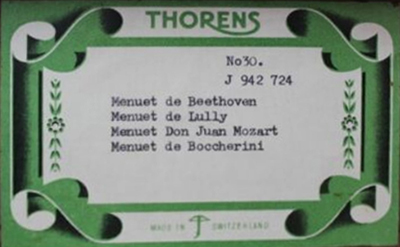 THORENS
No30.
J 942 724
Menuet de Beethoven
Menuet de Lully
Menuet Don Juan Mozart
Menuet de Boccherini
MADE IN SWITZERLAND